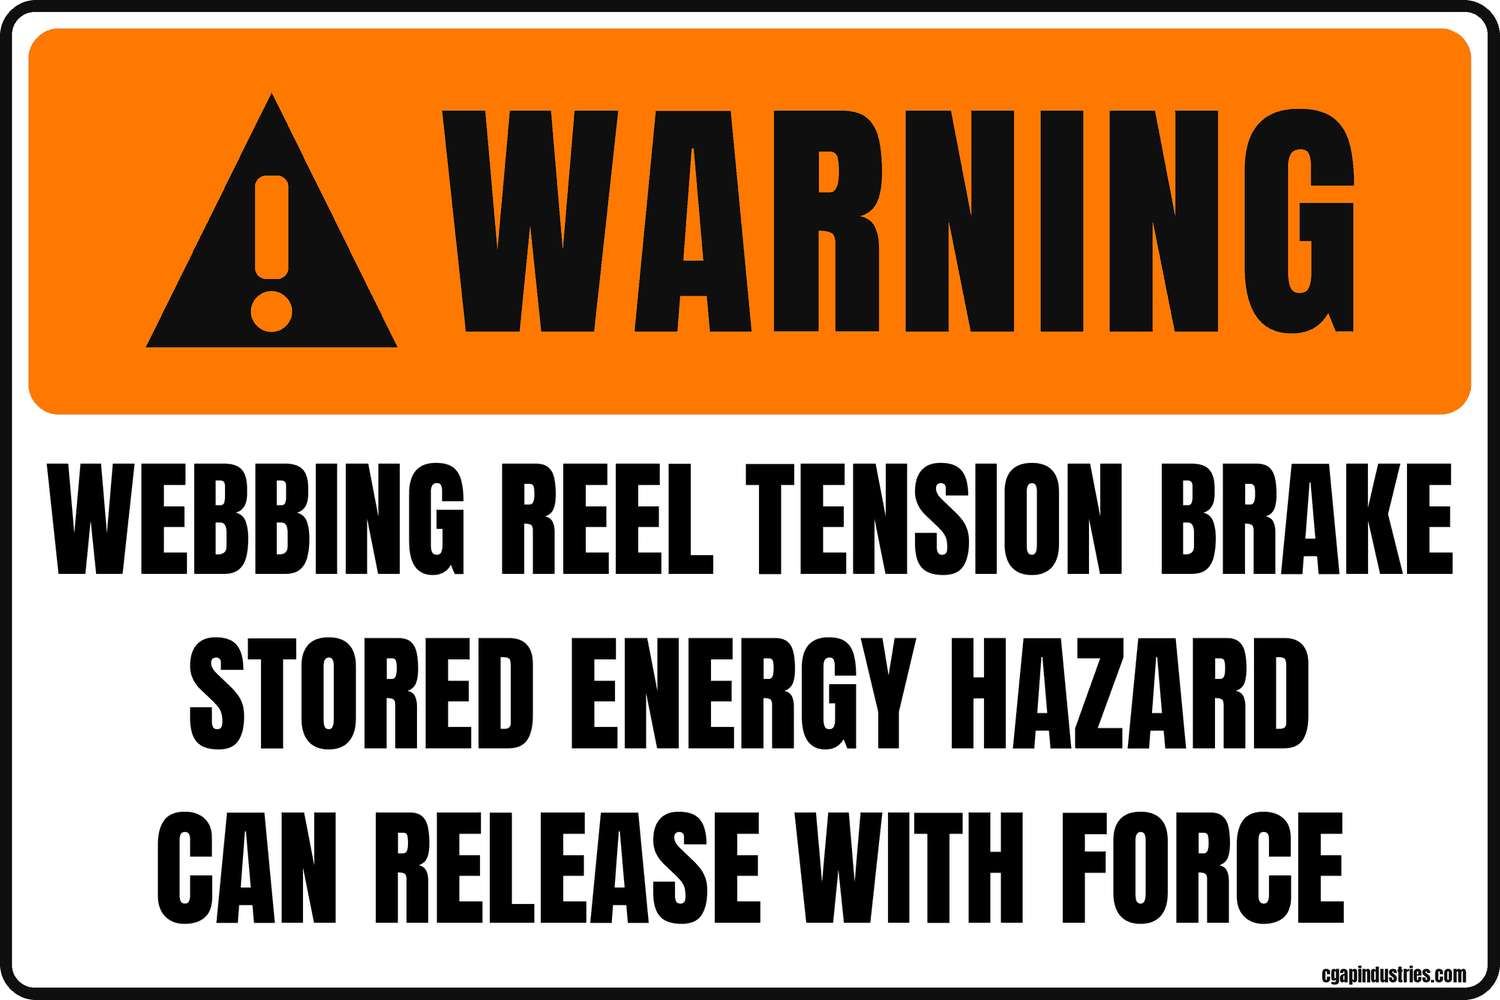 WARNING
WEBBING REEL TENSION BRAKE
STORED ENERGY HAZARD
CAN RELEASE WITH FORCE
cgapindustries.com